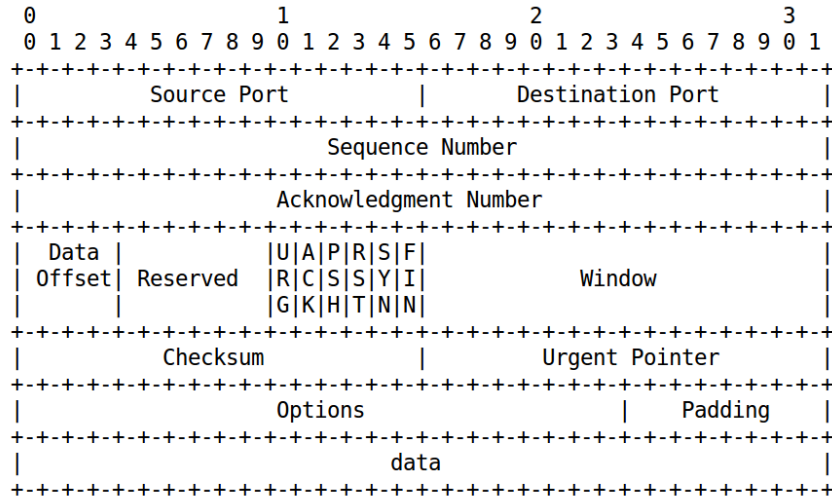 0                   1                   2                   3
 0 1 2 3 4 5 6 7 8 9 0 1 2 3 4 5 6 7 8 9 0 1 2 3 4 5 6 7 8 9 0 1
+-+-+-+-+-+-+-+-+-+-+-+-+-+-+-+-+-+-+-+-+-+-+-+-+-+-+-+-+-+-+-+-+
|          Source Port          |       Destination Port        |
+-+-+-+-+-+-+-+-+-+-+-+-+-+-+-+-+-+-+-+-+-+-+-+-+-+-+-+-+-+-+-+-+
|                        Sequence Number                        |
+-+-+-+-+-+-+-+-+-+-+-+-+-+-+-+-+-+-+-+-+-+-+-+-+-+-+-+-+-+-+-+-+
|                    Acknowledgment Number                      |
+-+-+-+-+-+-+-+-+-+-+-+-+-+-+-+-+-+-+-+-+-+-+-+-+-+-+-+-+-+-+-+-+
|  Data |           |U|A|P|R|S|F|                               |
| Offset| Reserved  |R|C|S|S|Y|I|            Window             |
|       |           |G|K|H|T|N|N|                               |
+-+-+-+-+-+-+-+-+-+-+-+-+-+-+-+-+-+-+-+-+-+-+-+-+-+-+-+-+-+-+-+-+
|           Checksum            |         Urgent Pointer        |
+-+-+-+-+-+-+-+-+-+-+-+-+-+-+-+-+-+-+-+-+-+-+-+-+-+-+-+-+-+-+-+-+
|                    Options                    |    Padding    |
+-+-+-+-+-+-+-+-+-+-+-+-+-+-+-+-+-+-+-+-+-+-+-+-+-+-+-+-+-+-+-+-+
|                             data                              |
+-+-+-+-+-+-+-+-+-+-+-+-+-+-+-+-+-+-+-+-+-+-+-+-+-+-+-+-+-+-+-+-+